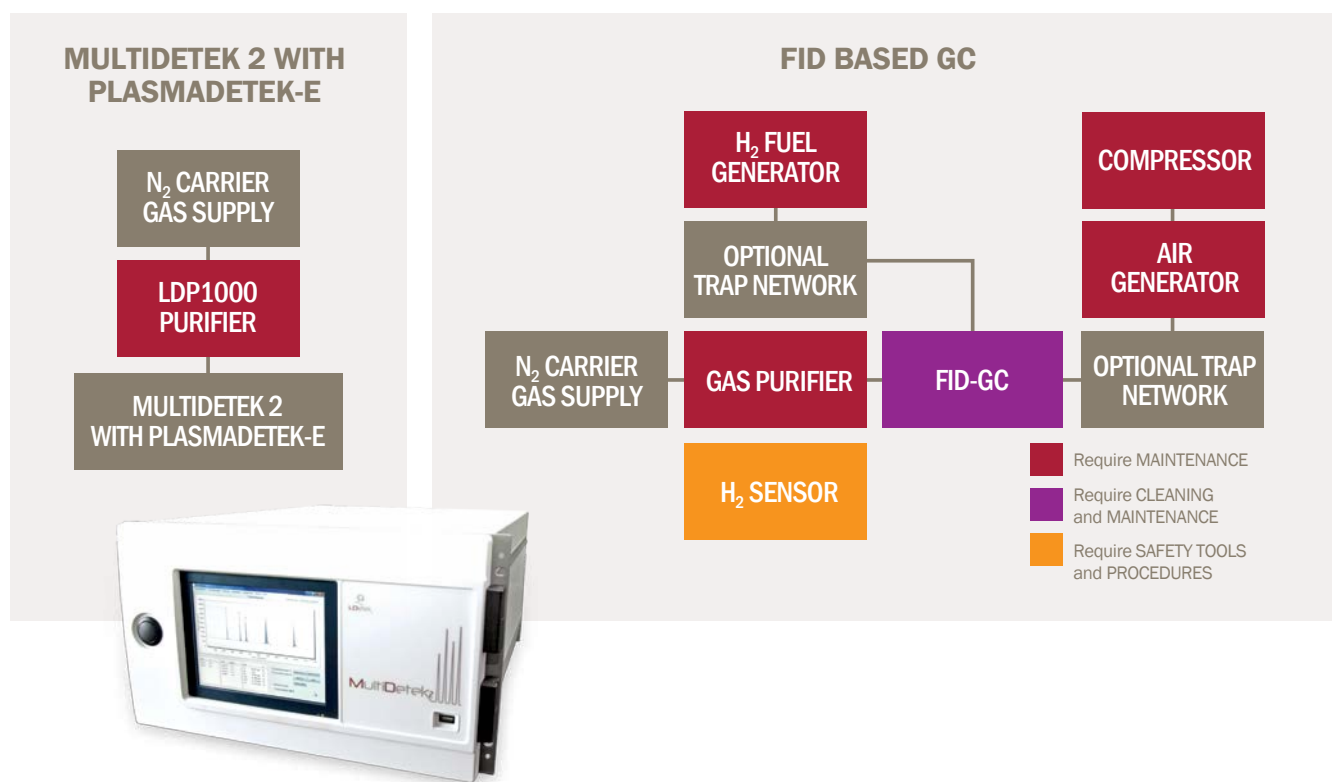 MULTIDETEK 2 WITH
PLASMADETEK-E
N₂ CARRIER
GAS SUPPLY
LDP1000
PURIFIER
MULTIDETEK 2
WITH PLASMADETEK-E
FID BASED GC
H₂ FUEL
GENERATOR
COMPRESSOR
OPTIONAL
TRAP NETWORK
AIR
GENERATOR
N₂ CARRIER
GAS SUPPLY
GAS PURIFIER
FID-GC
OPTIONAL TRAP
NETWORK
H₂ SENSOR
Require MAINTENANCE
Require CLEANING
and MAINTENANCE
Require SAFETY TOOLS
and PROCEDURES
MultiDetek2